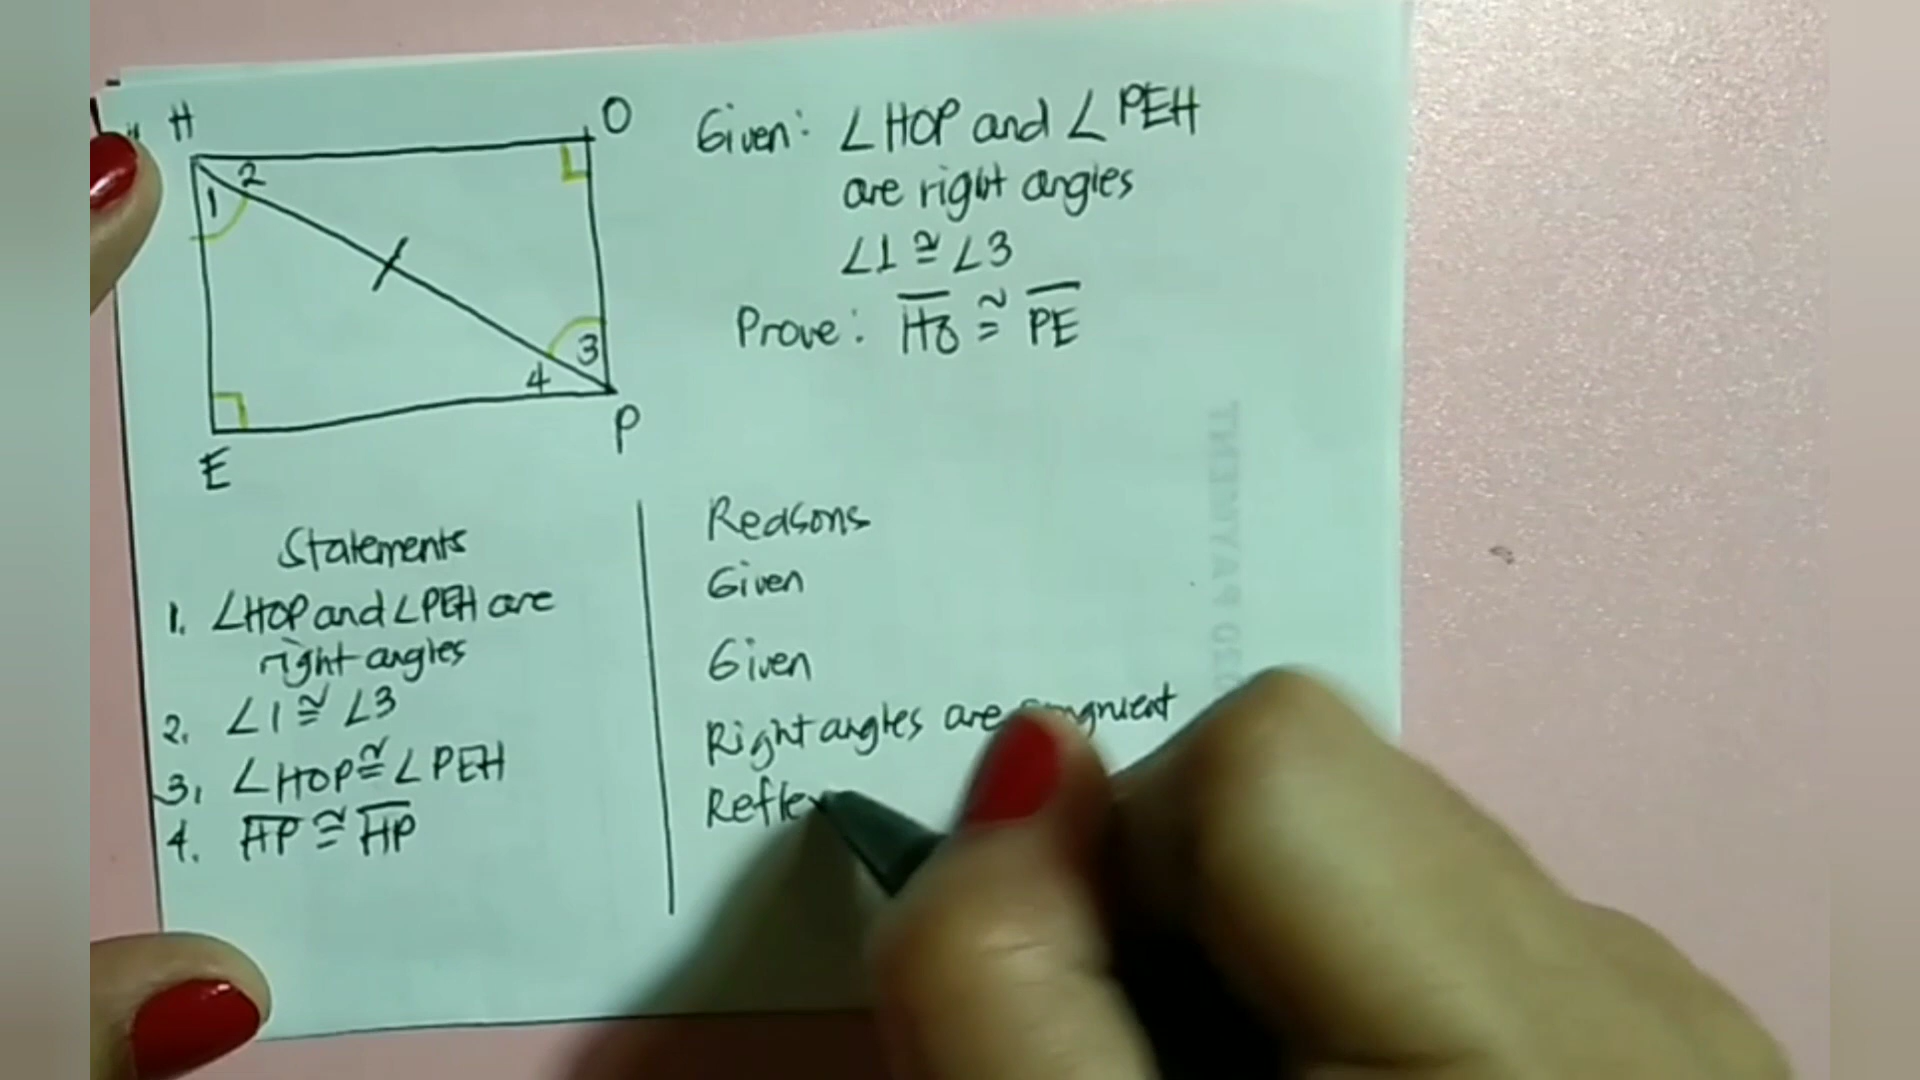 H
O
2
1
3
4
P
E
Given: ∠HOP and ∠PEH
are right angles
∠1 ≅ ∠3
Prove: HO ≅ PE
Statements
1. ∠HOP and ∠PEH are
right angles
2. ∠1 ≅ ∠3
3. ∠HOP ≅ ∠PEH
4. HP ≅ HP
Reasons
Given
Given
Right angles are congruent
Reflex